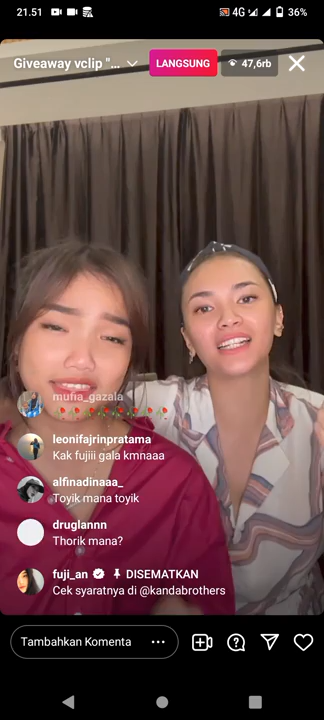 21.51
4G
36%
Giveaway vclip "...
LANGSUNG
47,6rb
mufia_gazala
leonifajrinpratama
Kak fujiii gala kmnaaa
alfinadinaaa_
Toyik mana toyik
druglannn
Thorik mana?
fuji_an DISEMATKAN
Cek syaratnya di @kandabrothers
Tambahkan Komenta